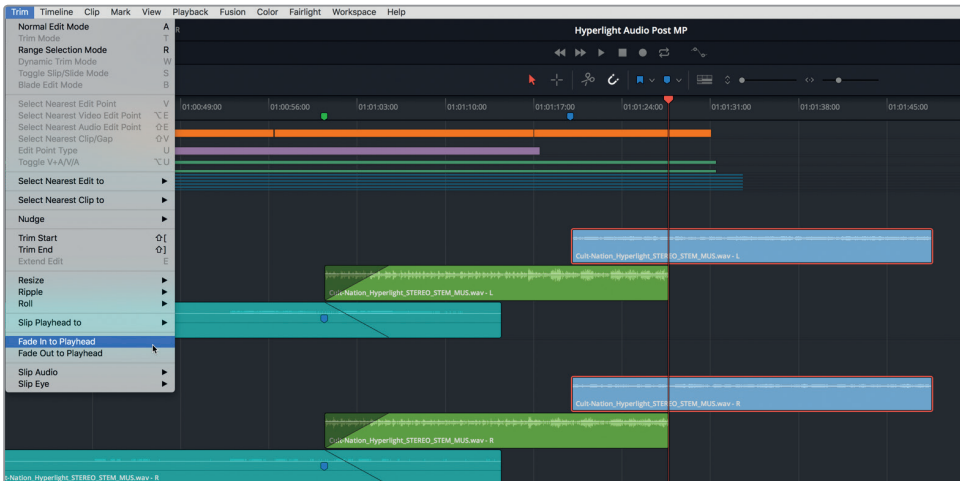 Trim Timeline Clip Mark View Playback Fusion Color Fairlight Workspace Help
Hyperlight Audio Post MP
Normal Edit Mode A
Trim Mode T
Range Selection Mode R
Dynamic Trim Mode W
Toggle Slip/Slide Mode S
Blade Edit Mode B
Select Nearest Edit Point V
Select Nearest Video Edit Point ⌥E
Select Nearest Audio Edit Point ⇧E
Select Nearest Clip/Gap ⇧V
Edit Point Type U
Toggle V+A/V/A ⌥U
Select Nearest Edit to
Select Nearest Clip to
Nudge
Trim Start ⇧[
Trim End ⇧]
Extend Edit E
Resize
Ripple
Roll
Slip Playhead to
Fade In to Playhead
Fade Out to Playhead
Slip Audio
Slip Eye
01:00:49:00 01:00:56:00 01:01:03:00 01:01:10:00 01:01:17:00 01:01:24:00 01:01:31:00 01:01:38:00 01:01:45:00
Cult-Nation_Hyperlight_STEREO_STEM_MUS.wav - L
Cult-Nation_Hyperlight_STEREO_STEM_MUS.wav - L
Cult-Nation_Hyperlight_STEREO_STEM_MUS.wav - R
Cult-Nation_Hyperlight_STEREO_STEM_MUS.wav - R
t-Nation_Hyperlight_STEREO_STEM_MUS.wav - R